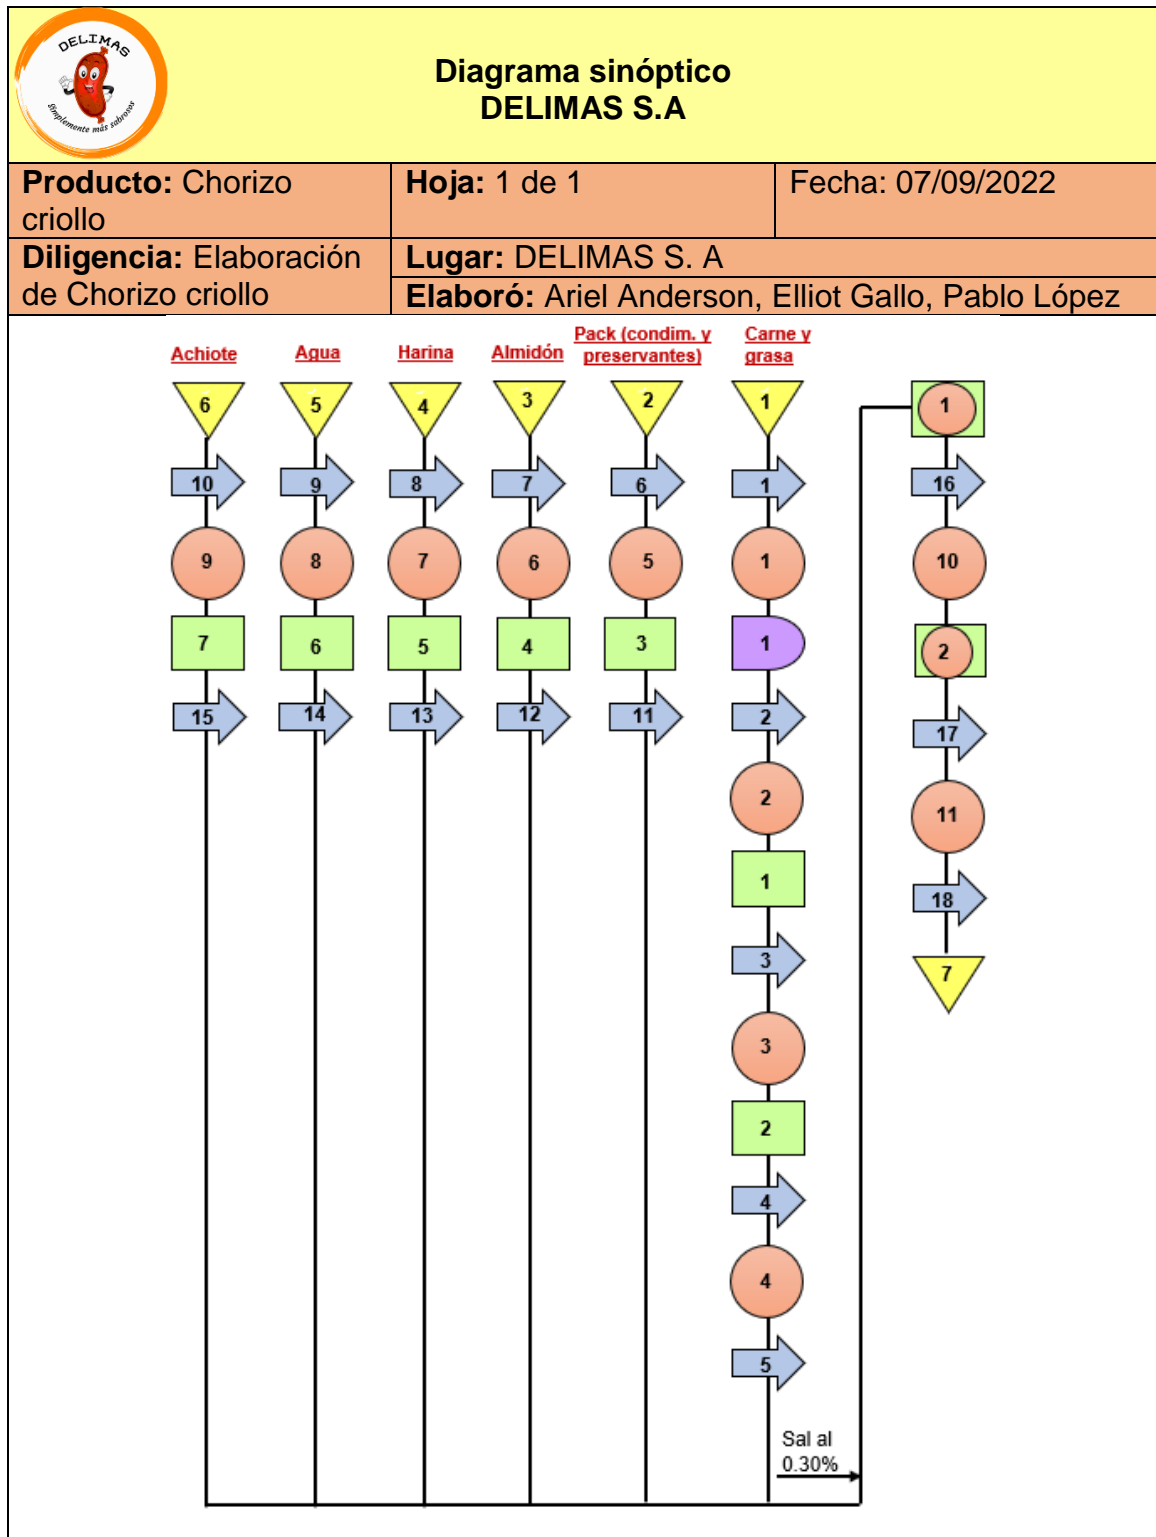 DELIMAS
Simplemente más sabrosos
Diagrama sinóptico
DELIMAS S.A
Producto: Chorizo
criollo
Hoja: 1 de 1
Fecha: 07/09/2022
Diligencia: Elaboración
de Chorizo criollo
Lugar: DELIMAS S. A
Elaboró: Ariel Anderson, Elliot Gallo, Pablo López
Achiote
Agua
Harina
Almidón
Pack (condim. y
preservantes)
Carne y
grasa
6 5 4 3 2 1 1
10 9 8 7 6 1 16
9 8 7 6 5 1 10
7 6 5 4 3 1 2
15 14 13 12 11 2 17
2 11
1 18
3 7
3
2
4
4
5
Sal al
0.30%